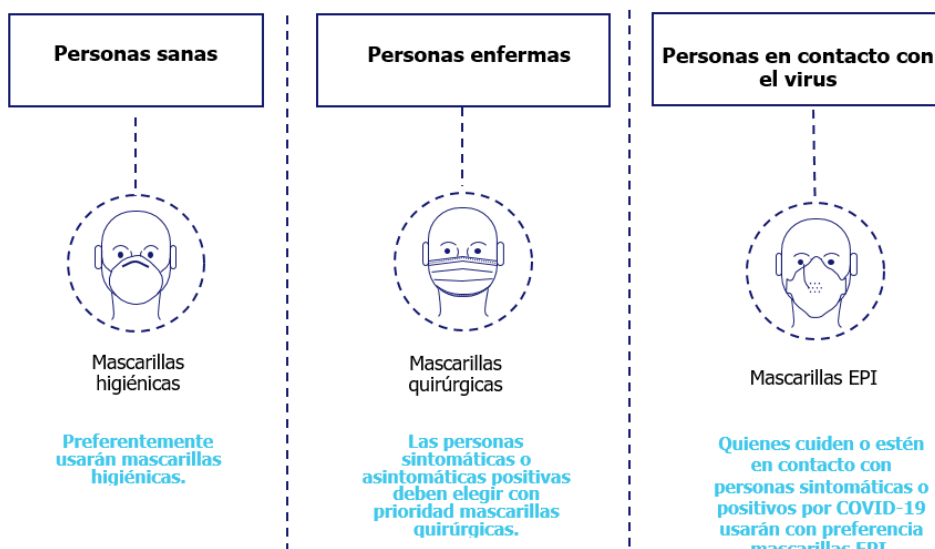 Personas sanas
Mascarillas
higiénicas
Preferentemente
usarán mascarillas
higiénicas.
Personas enfermas
Mascarillas
quirúrgicas
Las personas
sintomáticas o
asintomáticas positivas
deben elegir con
prioridad mascarillas
quirúrgicas.
Personas en contacto con
el virus
Mascarillas EPI
Quienes cuiden o estén
en contacto con
personas sintomáticas o
positivos por COVID-19
usarán con preferencia
mascarillas EPI